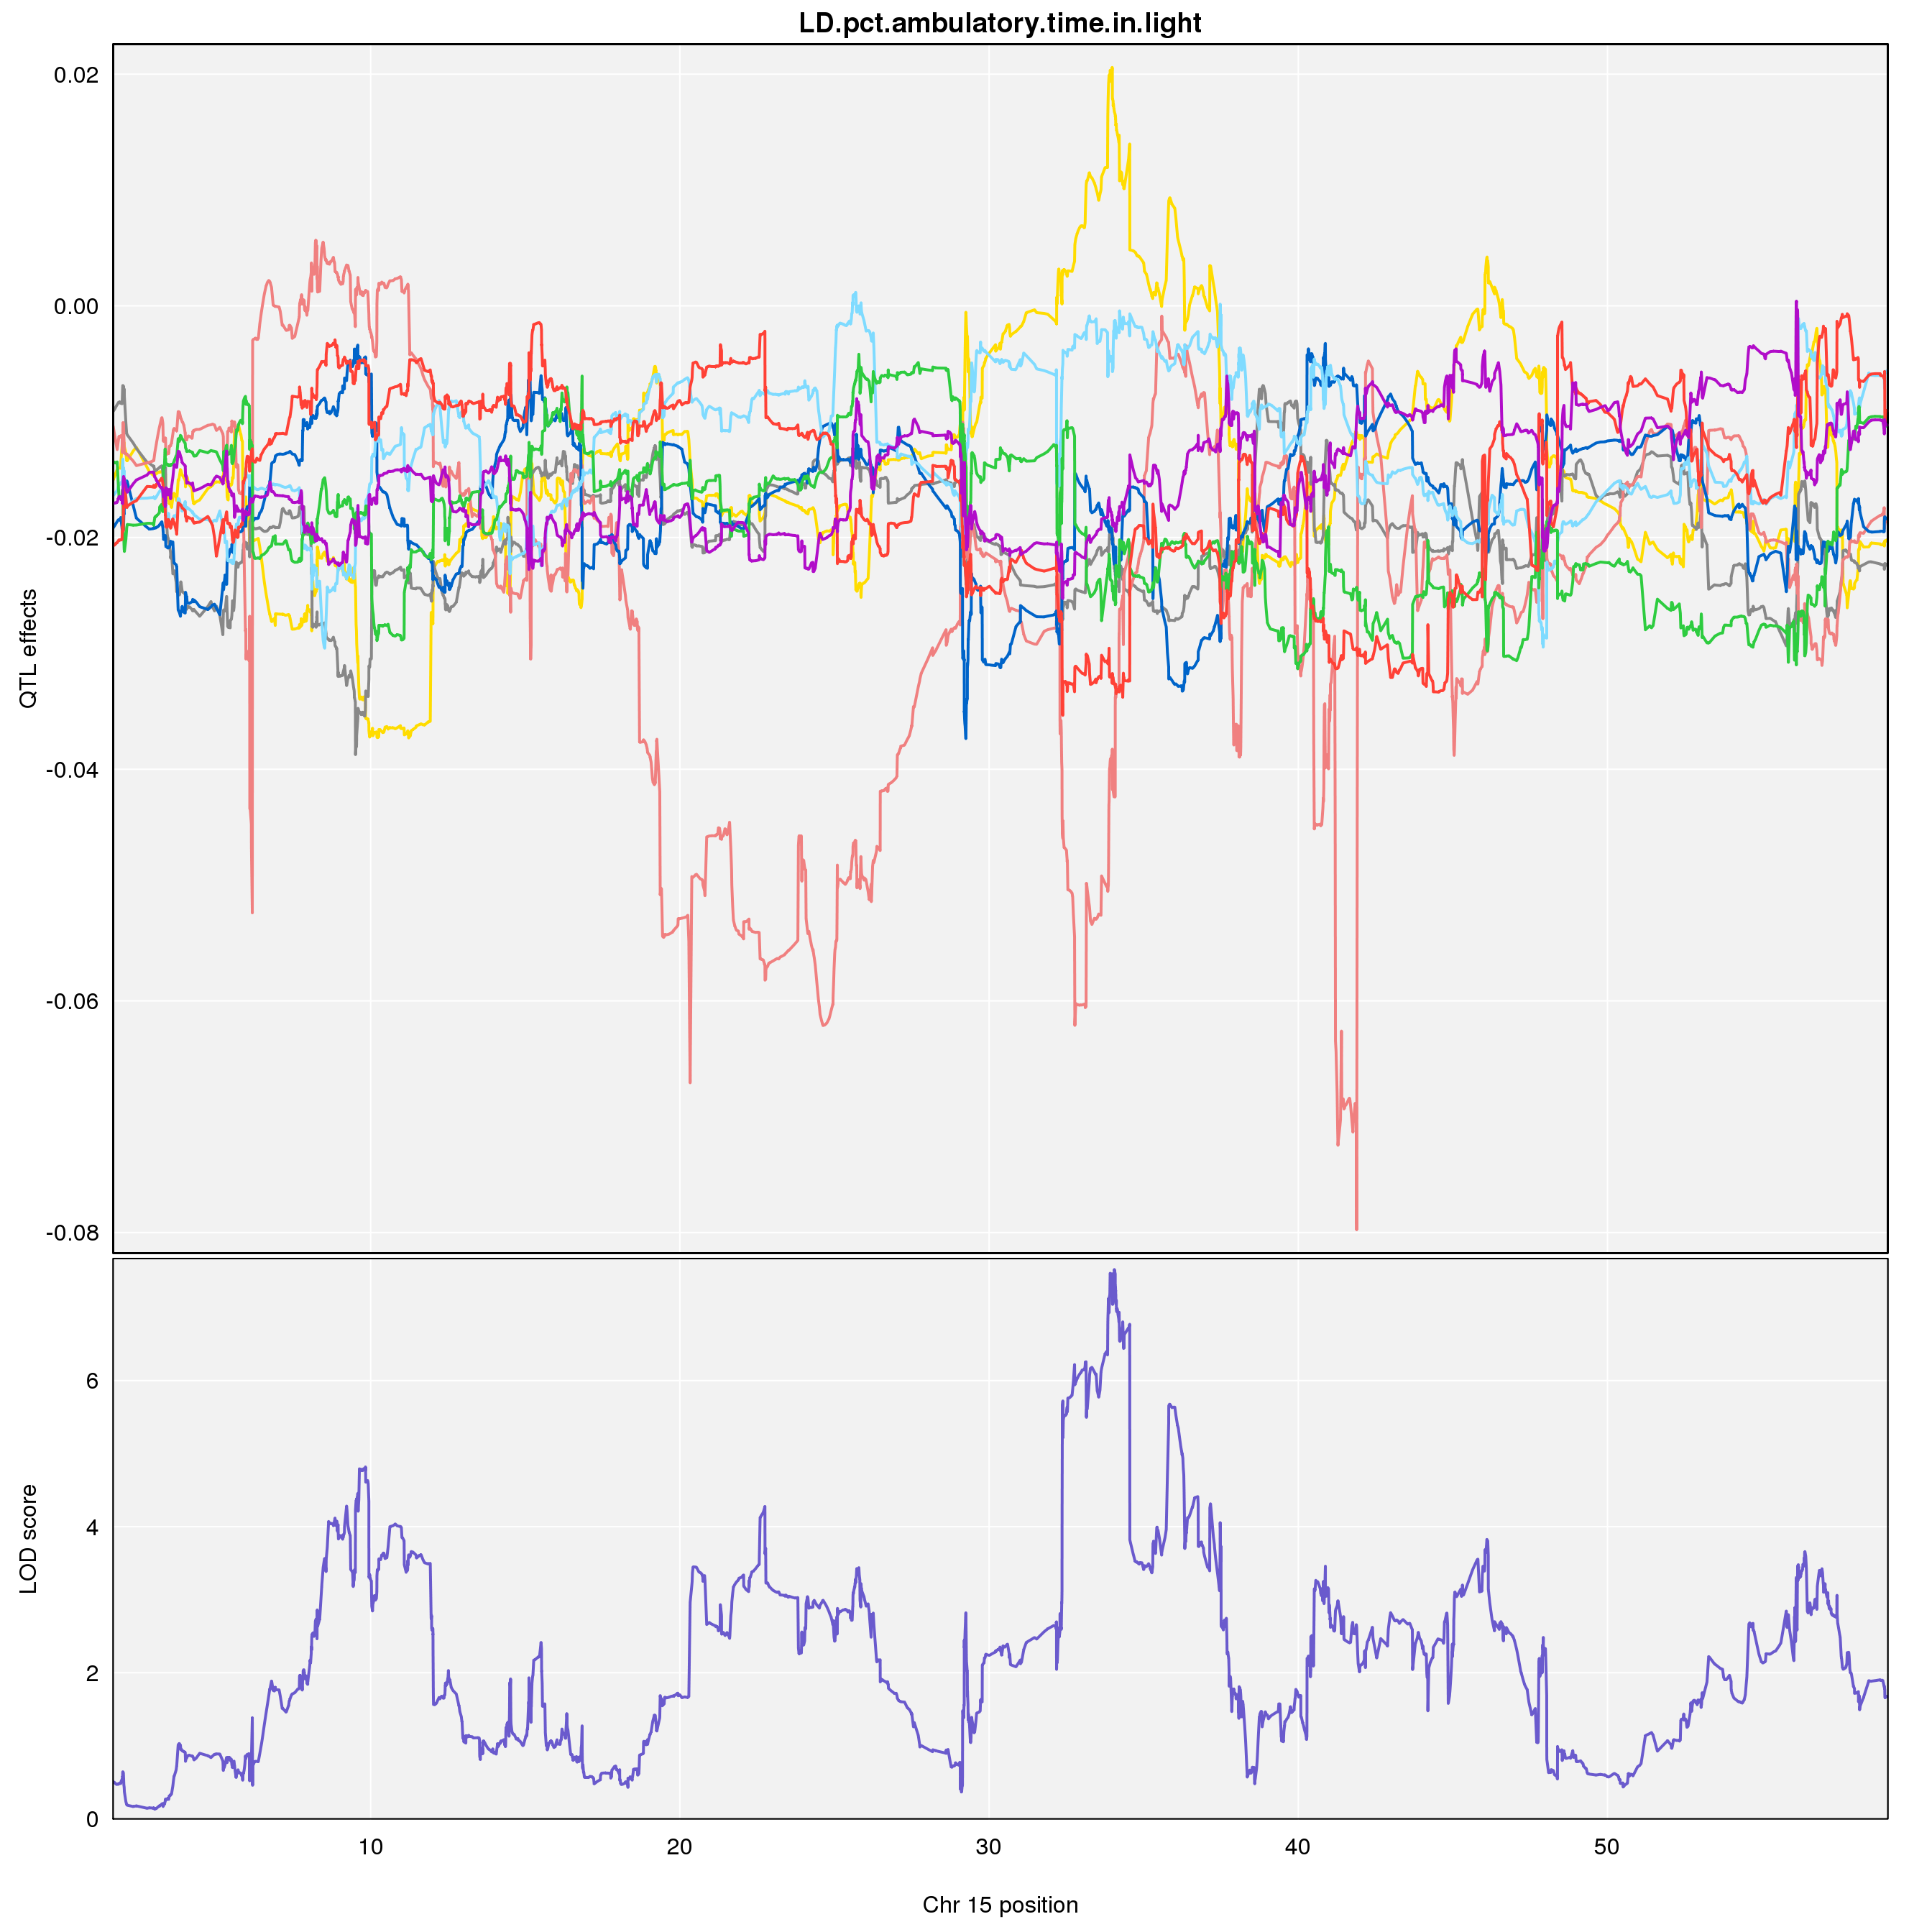 LD.pct.ambulatory.time.in.light
0.02
0.00
-0.02
-0.04
-0.06
-0.08
QTL effects
6
4
2
0
LOD score
10 20 30 40 50
Chr 15 position